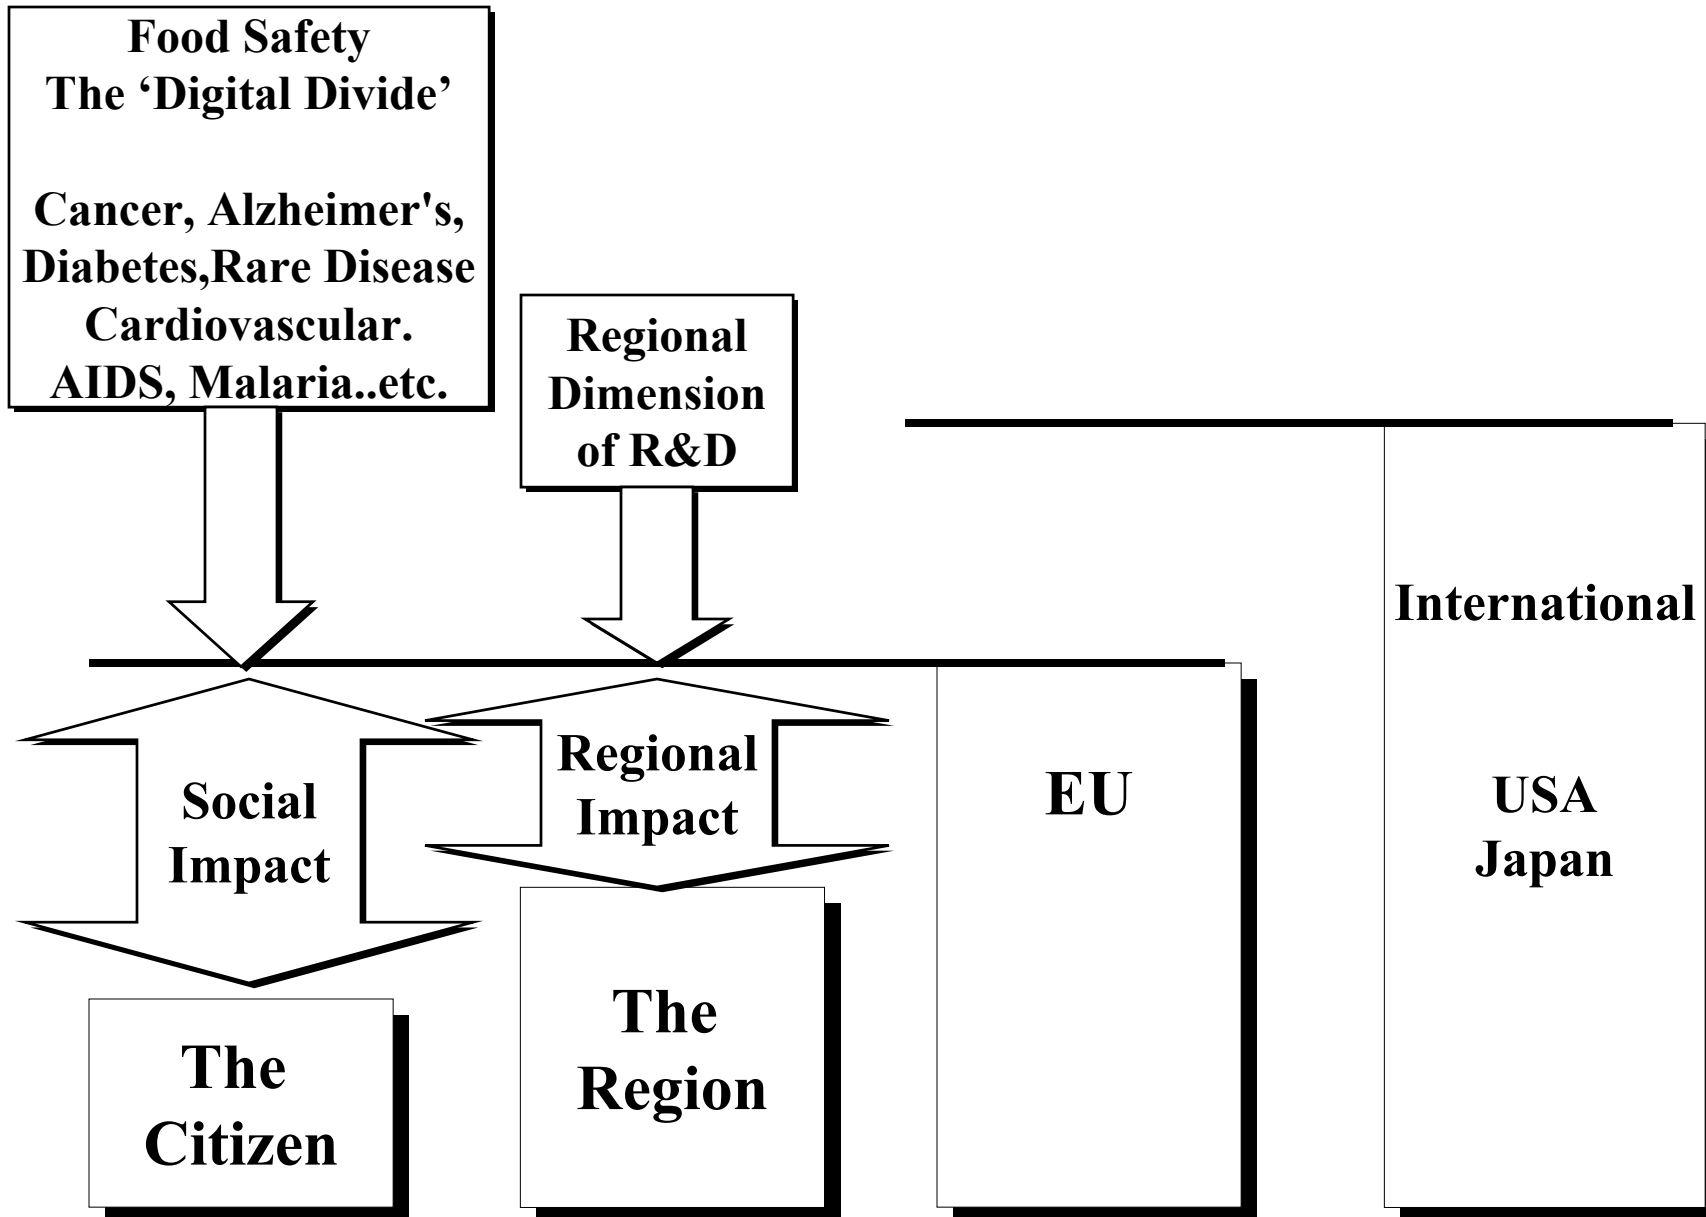 Food Safety
The ‘Digital Divide’
Cancer, Alzheimer's,
Diabetes,Rare Disease
Cardiovascular.
AIDS, Malaria..etc.
Regional
Dimension
of R&D
International
USA
Japan
Social
Impact
Regional
Impact
EU
The
Citizen
The
Region